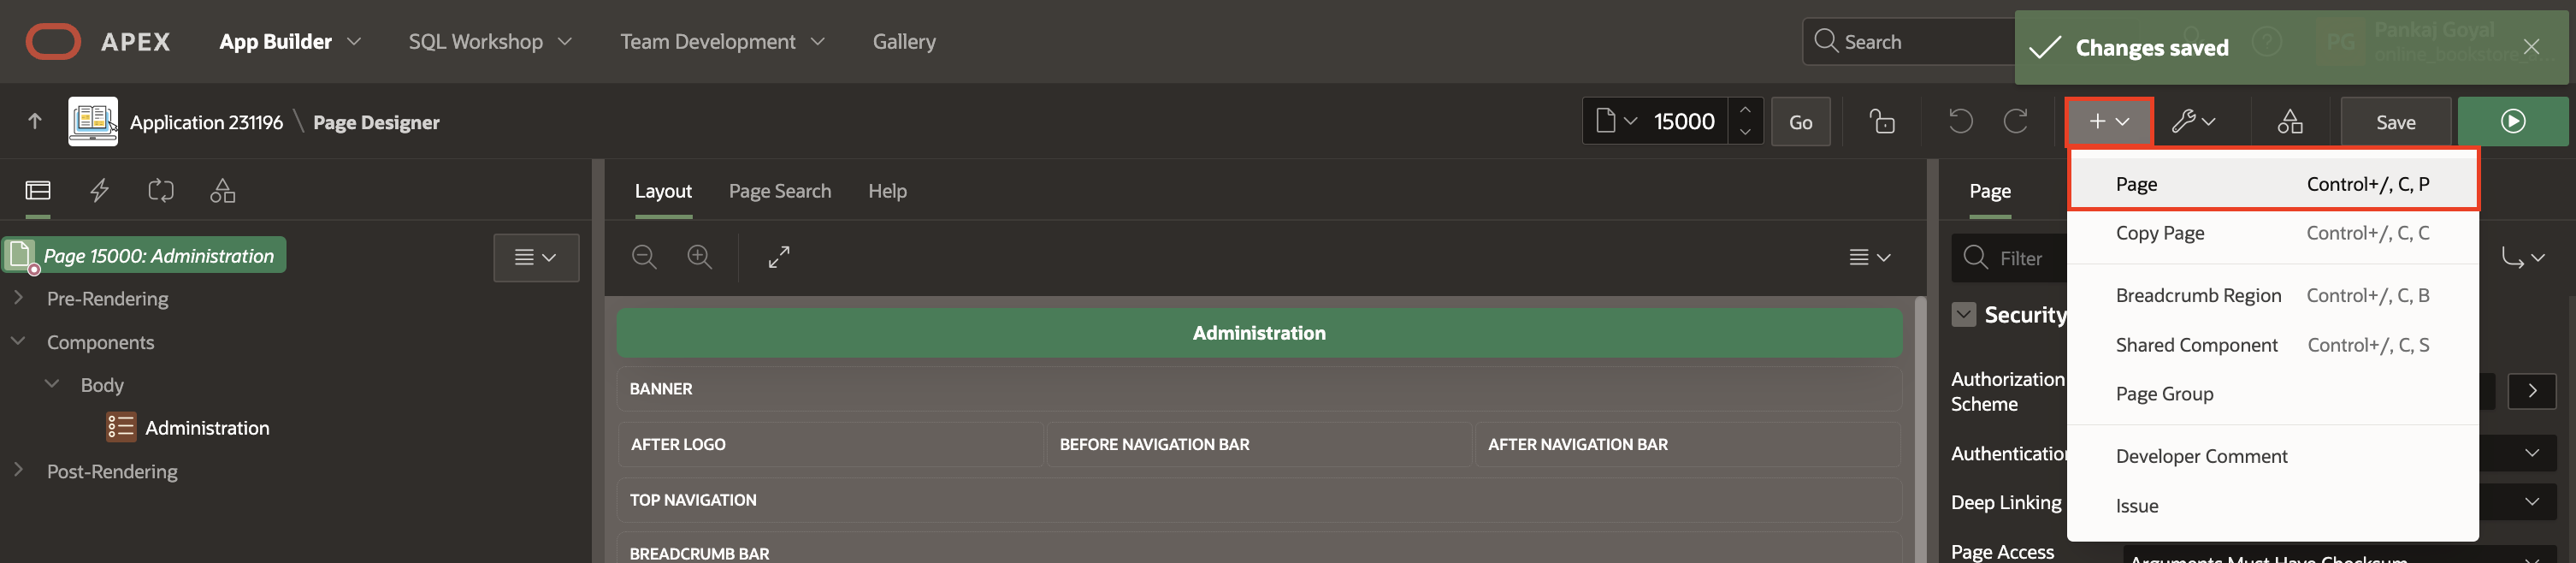 APEX App Builder SQL Workshop Team Development Gallery Search Changes saved Pankaj Goyal
Application 231196 \ Page Designer 15000 Go Save
Layout Page Search Help Page
Page 15000: Administration
Filter
Pre-Rendering
Components
Body
Administration
Post-Rendering
Administration
BANNER
AFTER LOGO BEFORE NAVIGATION BAR AFTER NAVIGATION BAR
TOP NAVIGATION
BREADCRUMB BAR
Security
Authorization
Scheme
Authentication
Deep Linking
Page Access
Arguments Must Have Checksum
Page Control+/, C, P
Copy Page Control+/, C, C
Breadcrumb Region Control+/, C, B
Shared Component Control+/, C, S
Page Group
Developer Comment
Issue